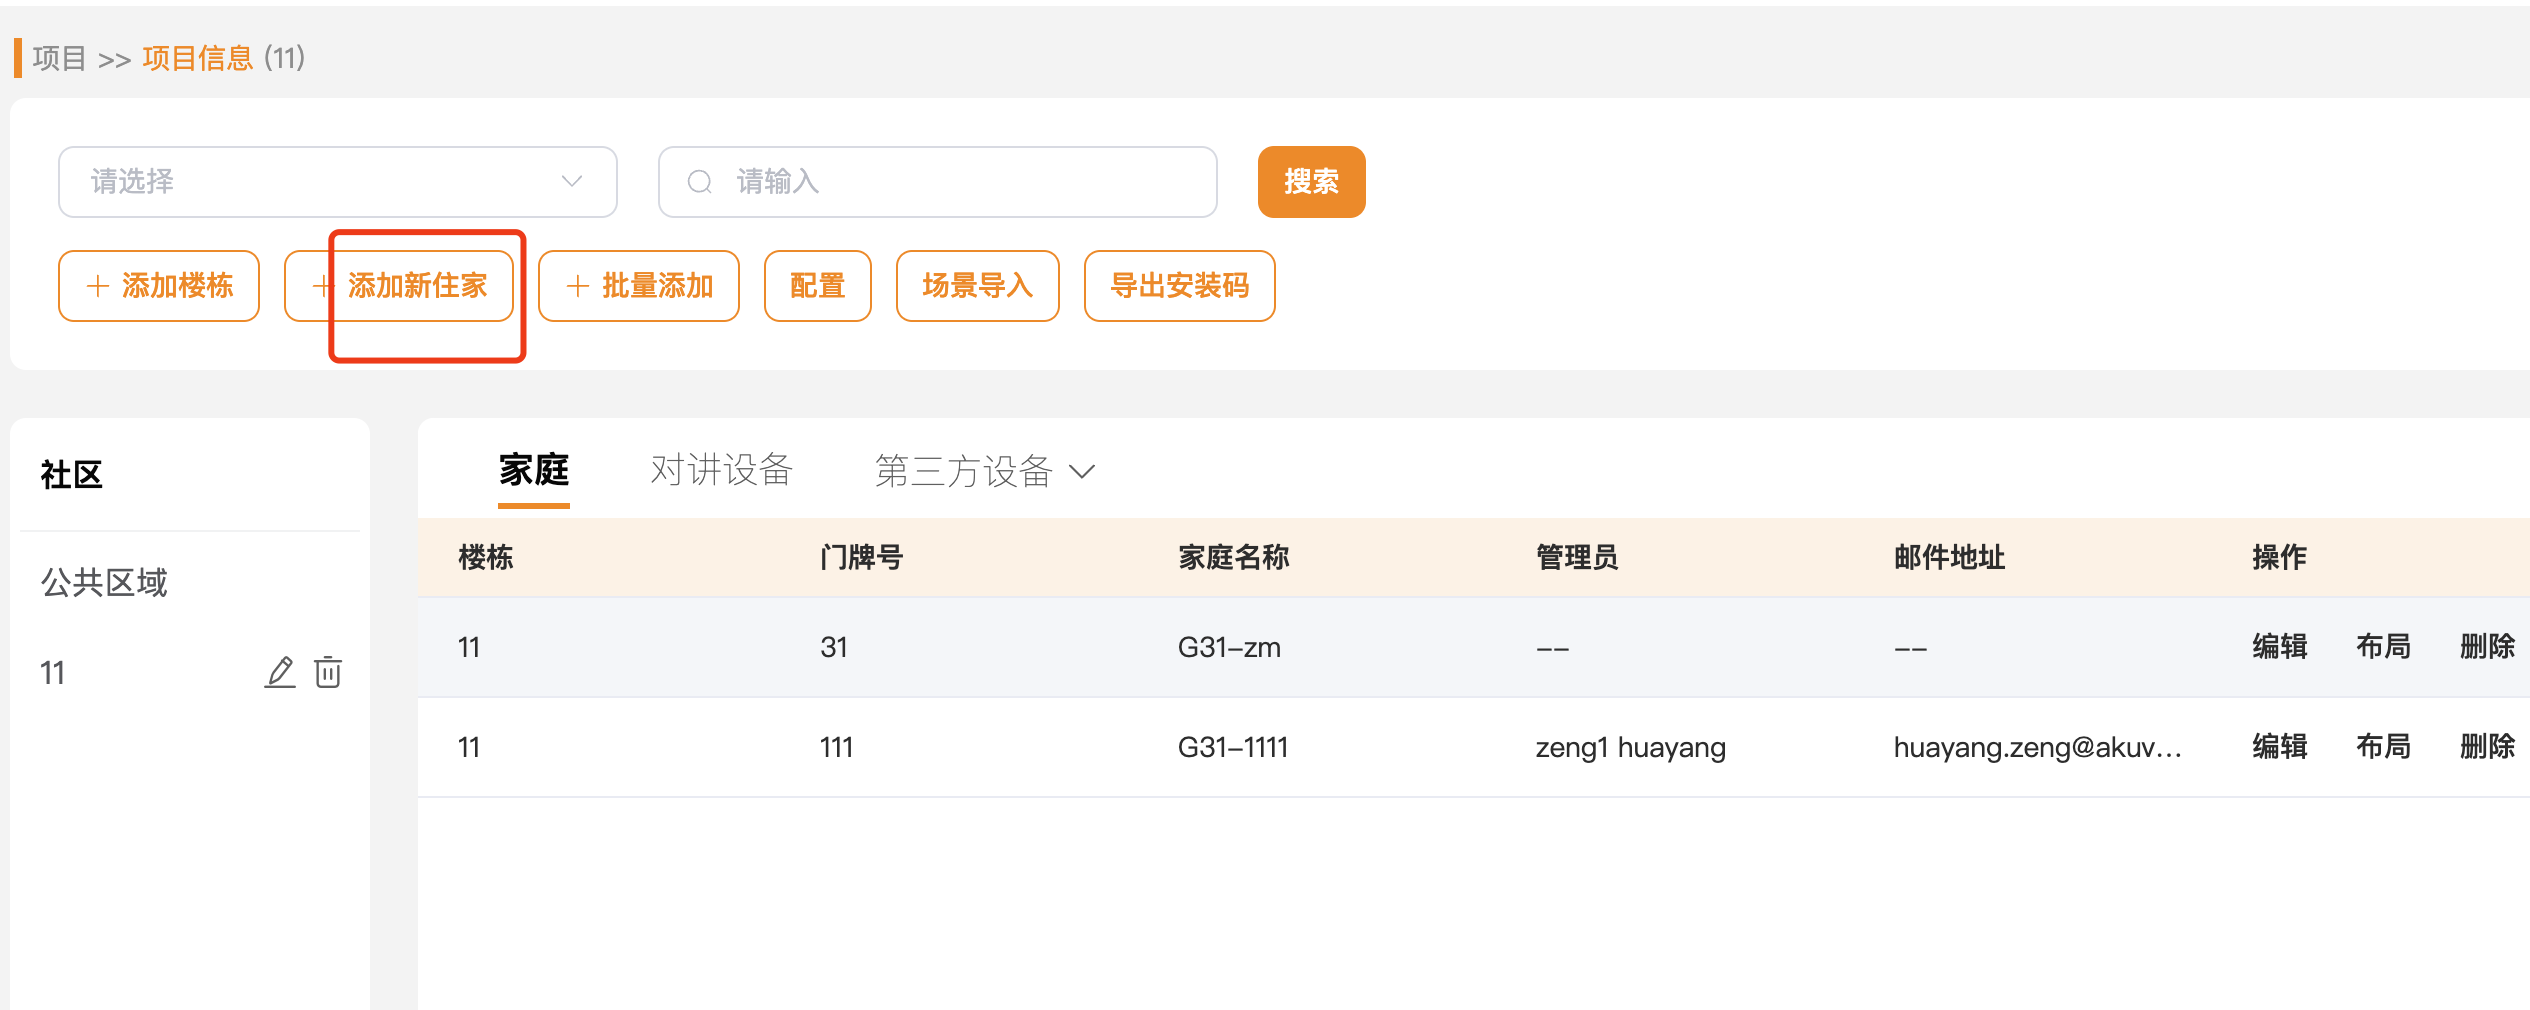 项目 >> 项目信息 (11)
请选择 请输入 搜索
+ 添加楼栋 + 添加新住家 + 批量添加 配置 场景导入 导出安装码
社区
公共区域
11
家庭 对讲设备 第三方设备
楼栋 门牌号 家庭名称 管理员 邮件地址 操作
11 31 G31-zm -- -- 编辑 布局 删除
11 111 G31-1111 zeng1 huayang huayang.zeng@akuv... 编辑 布局 删除